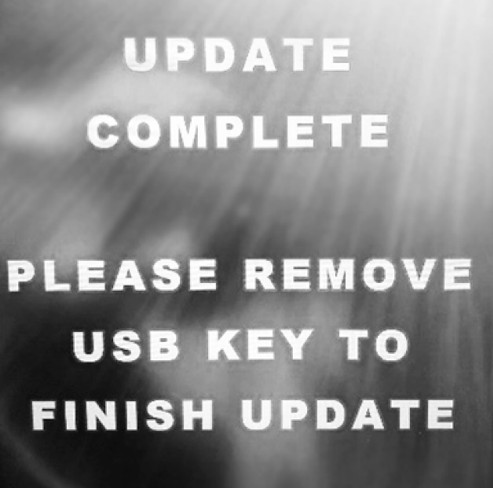 UPDATE
COMPLETE
PLEASE REMOVE
USB KEY TO
FINISH UPDATE